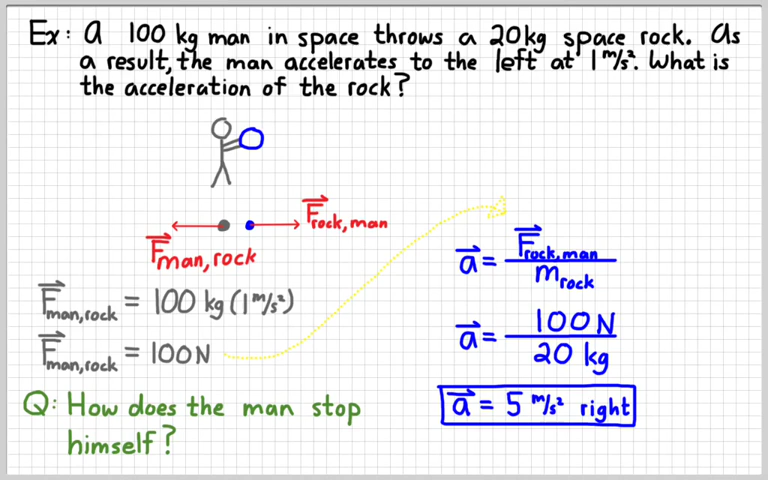 Ex: A 100 kg man in space throws a 20kg space rock. As
a result, the man accelerates to the left at 1 m/s². What is
the acceleration of the rock?
F⃗rock,man
F⃗man,rock
F⃗man,rock = 100 kg (1 m/s²)
F⃗man,rock = 100N
Q: How does the man stop
himself?
a⃗ = F⃗rock,man / mrock
a⃗ = 100N / 20 kg
a⃗ = 5 m/s² right